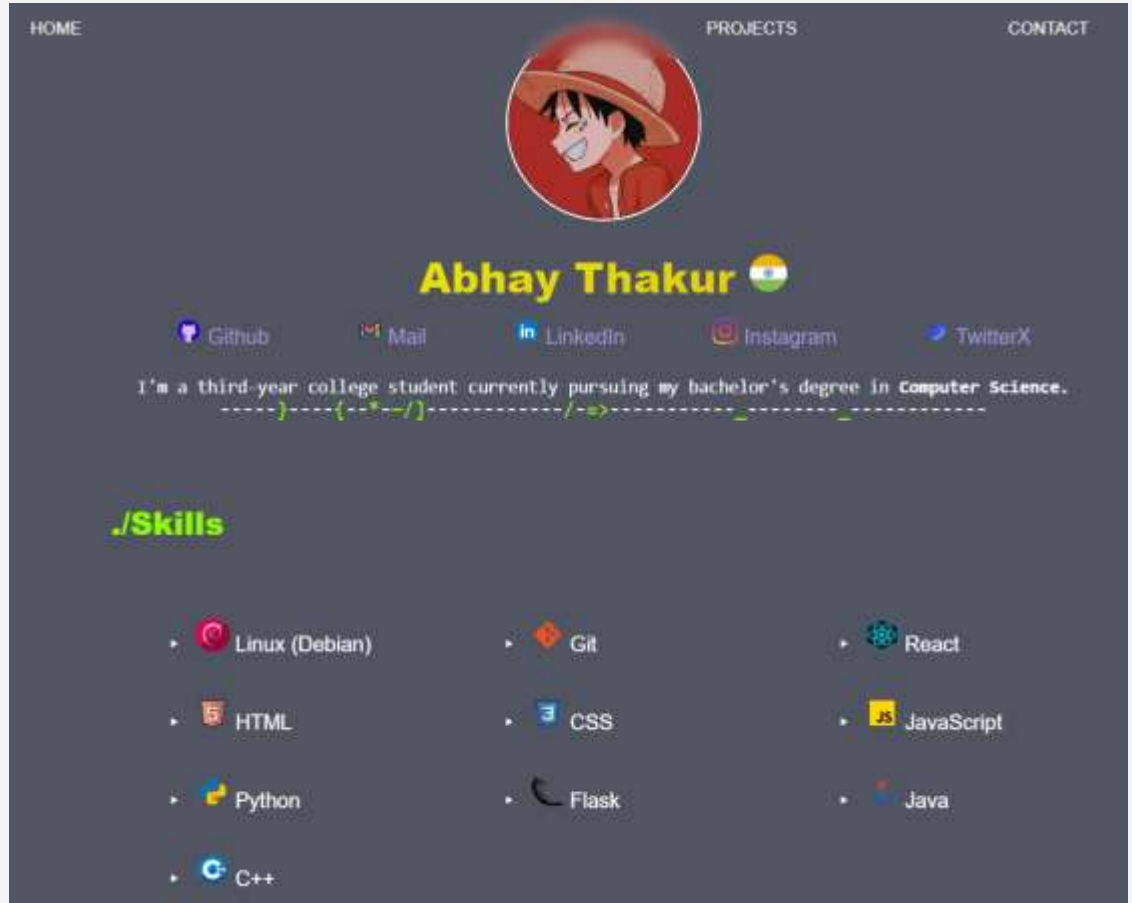 HOME PROJECTS CONTACT
Abhay Thakur
Github Mail LinkedIn Instagram TwitterX
I'm a third-year college student currently pursuing my bachelor's degree in Computer Science.
-----}----{--*-~/]-------------/-=>------------_---------_-------------
./Skills
Linux (Debian) Git React
HTML CSS JavaScript
Python Flask Java
C++